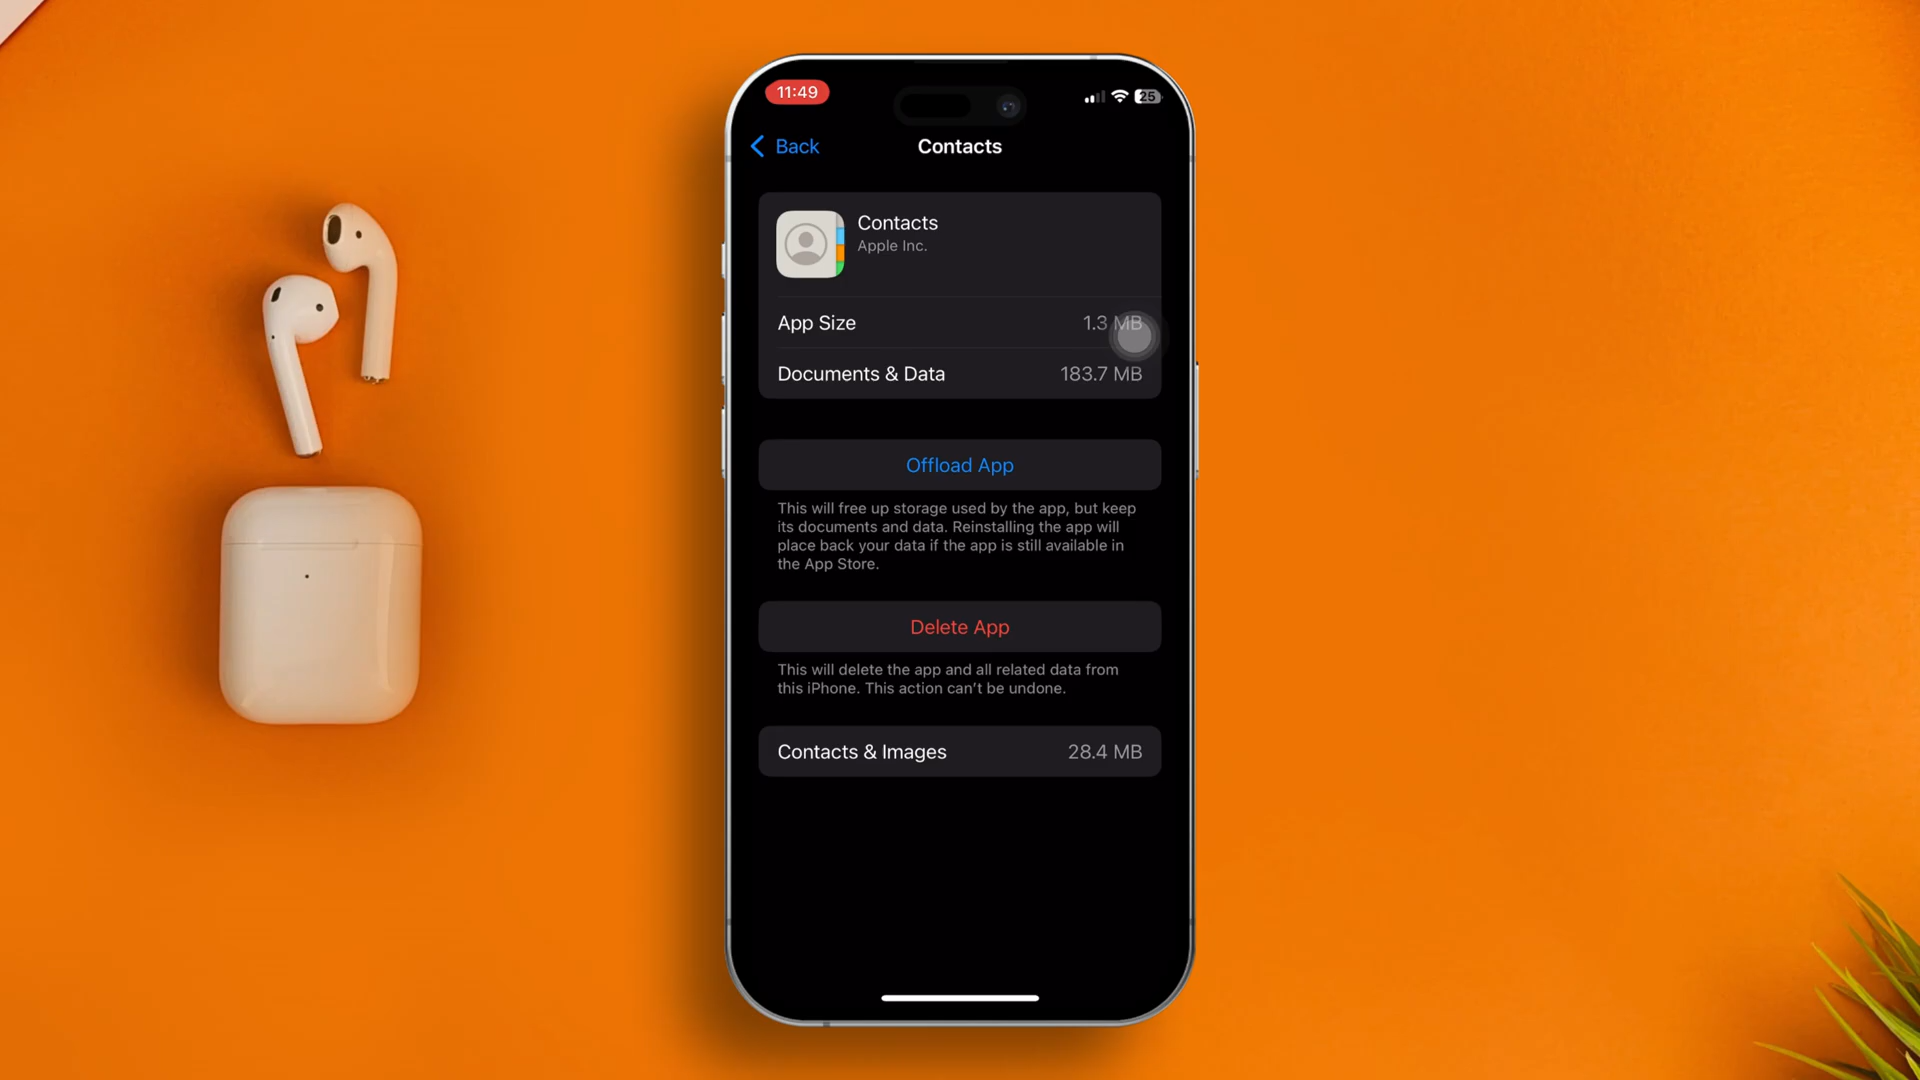 11:49
25
Back
Contacts
Contacts
Apple Inc.
App Size 1.3 MB
Documents & Data 183.7 MB
Offload App
This will free up storage used by the app, but keep
its documents and data. Reinstalling the app will
place back your data if the app is still available in
the App Store.
Delete App
This will delete the app and all related data from
this iPhone. This action can't be undone.
Contacts & Images 28.4 MB